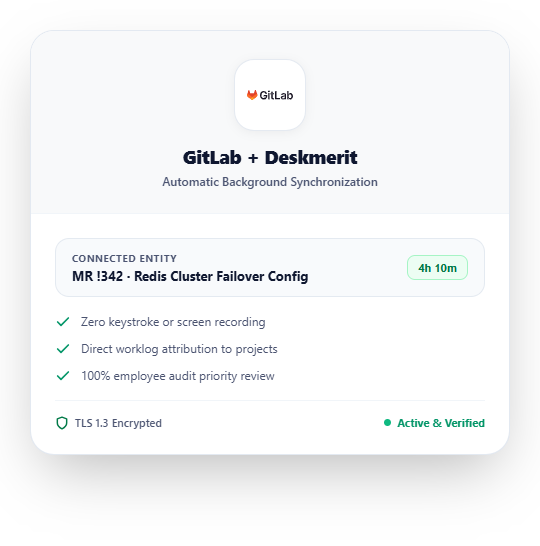 GitLab
GitLab + Deskmerit
Automatic Background Synchronization
CONNECTED ENTITY
MR !342 · Redis Cluster Failover Config
4h 10m
Zero keystroke or screen recording
Direct worklog attribution to projects
100% employee audit priority review
TLS 1.3 Encrypted
Active & Verified